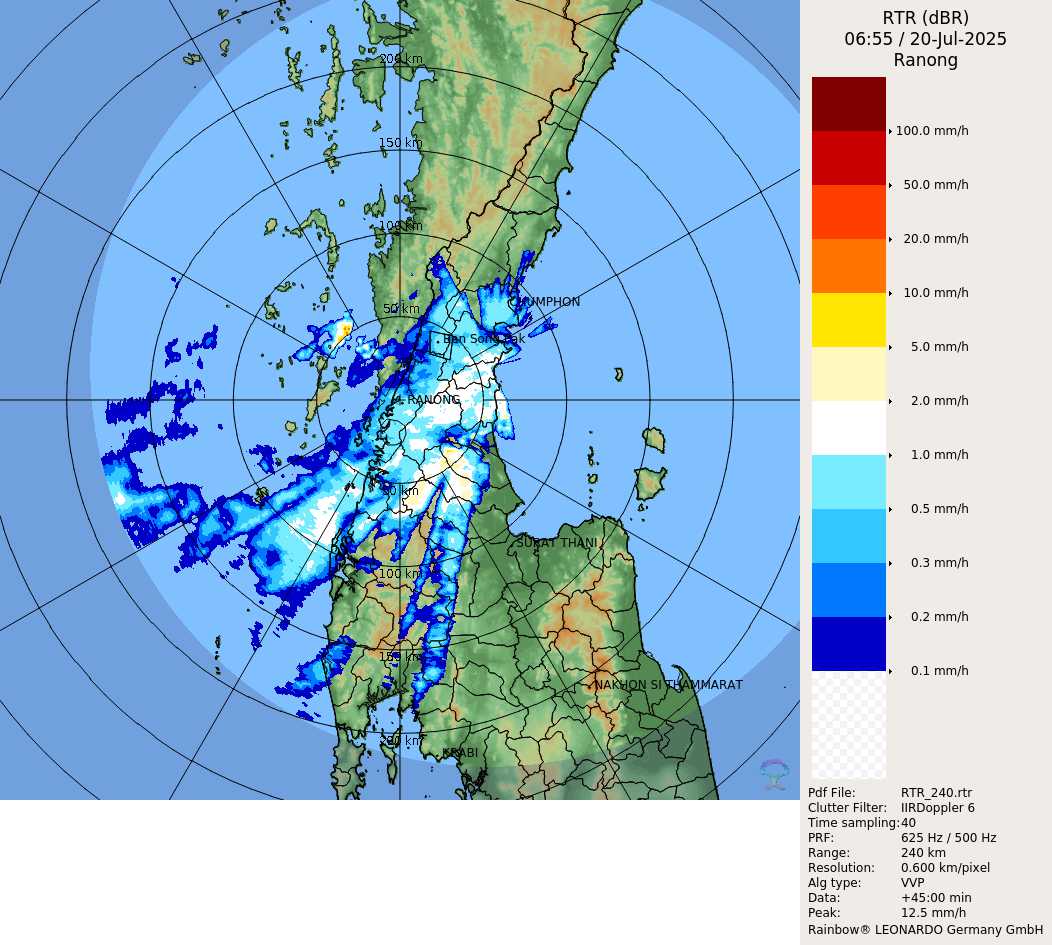 RTR (dBR)
06:55 / 20-Jul-2025
Ranong
100.0 mm/h
50.0 mm/h
20.0 mm/h
10.0 mm/h
5.0 mm/h
2.0 mm/h
1.0 mm/h
0.5 mm/h
0.3 mm/h
0.2 mm/h
0.1 mm/h
200 km
150 km
100 km
50 km
CHUMPHON
Ban Song Pak
RANONG
50 km
SURAT THANI
100 km
150 km
NAKHON SI THAMMARAT
200 km
KRABI
Pdf File: RTR_240.rtr
Clutter Filter: IIRDoppler 6
Time sampling:40
PRF: 625 Hz / 500 Hz
Range: 240 km
Resolution: 0.600 km/pixel
Alg type: VVP
Data: +45:00 min
Peak: 12.5 mm/h
Rainbow® LEONARDO Germany GmbH